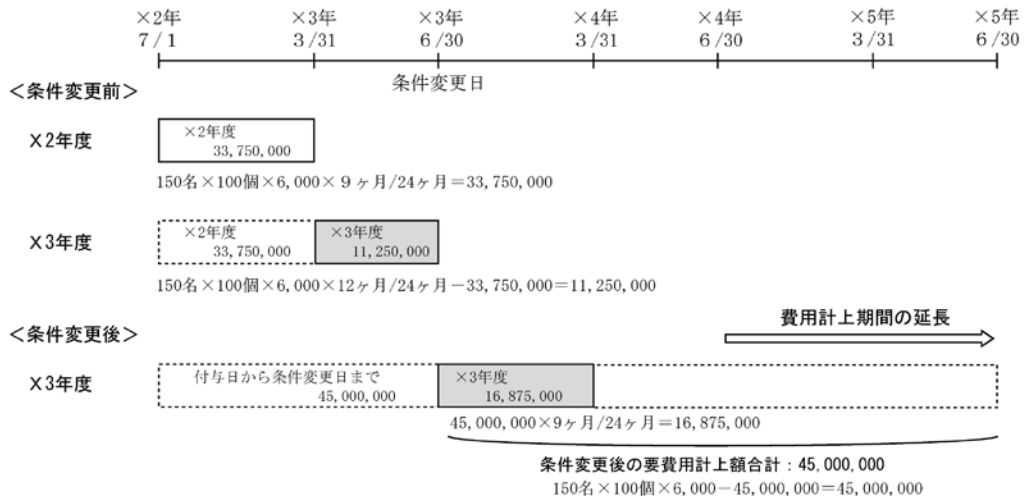 ×2年 ×3年 ×3年 ×4年 ×4年 ×5年 ×5年
7/1 3/31 6/30 3/31 6/30 3/31 6/30
条件変更日
＜条件変更前＞
×2年度
×2年度
33,750,000
150名×100個×6,000×9ヶ月/24ヶ月＝33,750,000
×3年度
×2年度 ×3年度
33,750,000 11,250,000
150名×100個×6,000×12ヶ月/24ヶ月－33,750,000＝11,250,000
費用計上期間の延長
＜条件変更後＞
×3年度
付与日から条件変更日まで ×3年度
45,000,000 16,875,000
45,000,000×9ヶ月/24ヶ月＝16,875,000
条件変更後の要費用計上額合計：45,000,000
150名×100個×6,000－45,000,000＝45,000,000